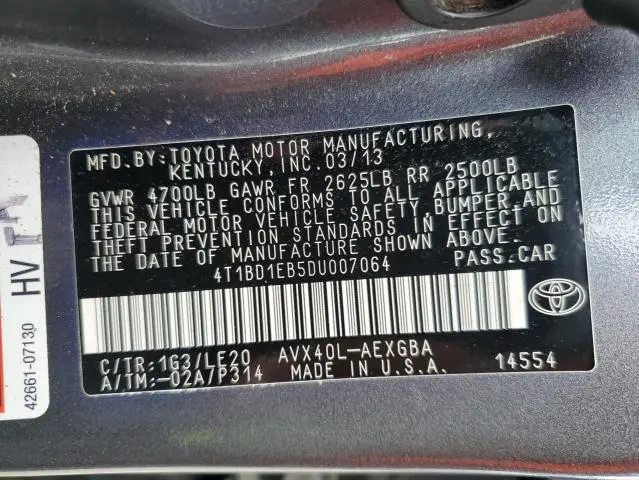 MFD.BY:TOYOTA MOTOR MANUFACTURING,
KENTUCKY,INC.03/13
GVWR 4700LB GAWR FR 2625LB RR 2500LB
THIS VEHICLE CONFORMS TO ALL APPLICABLE
FEDERAL MOTOR VEHICLE SAFETY,BUMPER,AND
THEFT PREVENTION STANDARDS IN EFFECT ON
THE DATE OF MANUFACTURE SHOWN ABOVE.
4T1BD1EB5DU007064 PASS.CAR
C/TR:1G3/LE20 AVX40L-AEXGBA
A/TM:-02A7P314 MADE IN U.S.A. 14554
HV
42661-07130